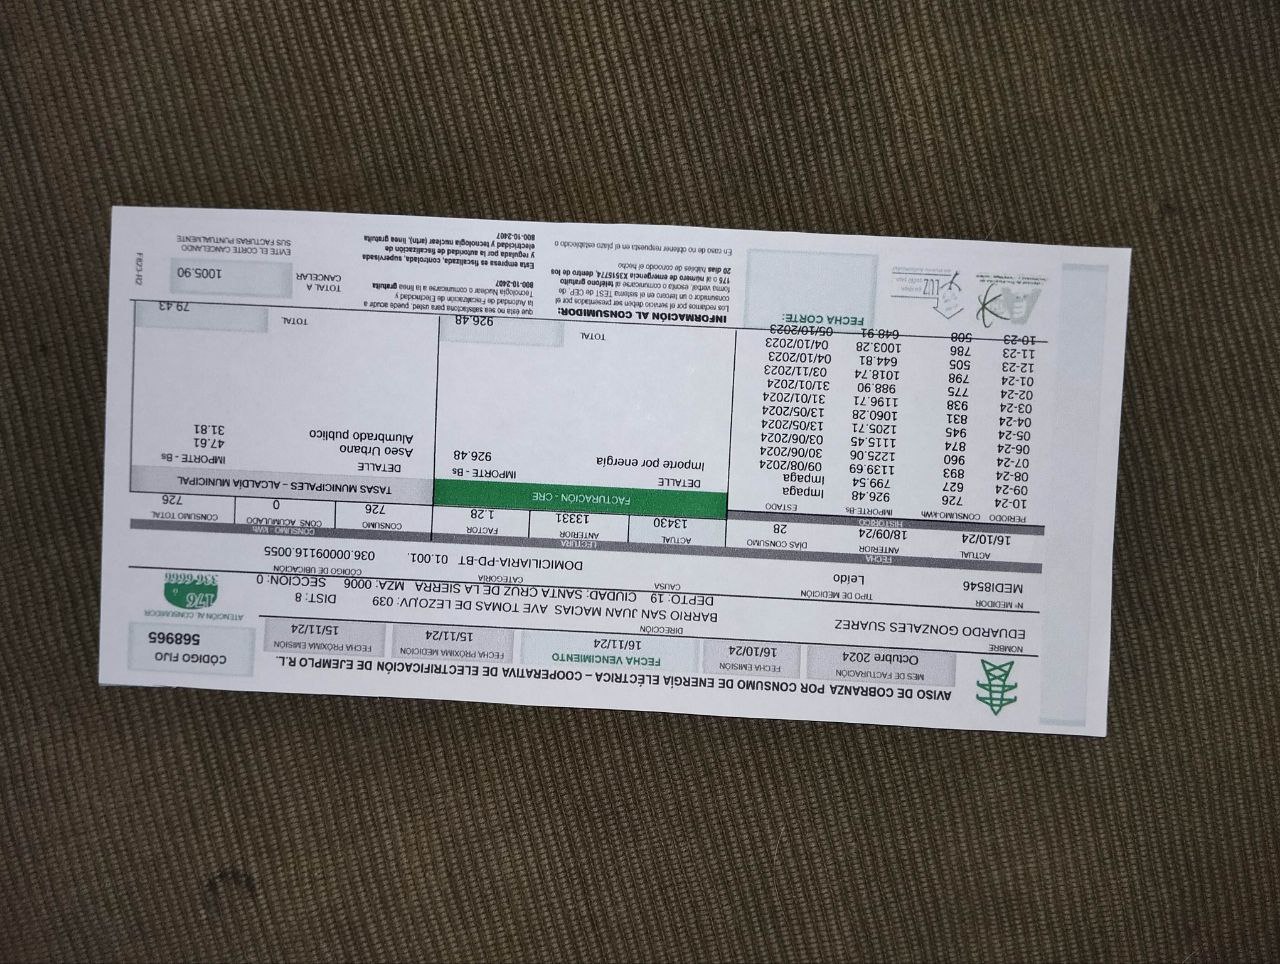 AVISO DE COBRANZA POR CONSUMO DE ENERGÍA ELÉCTRICA – COOPERATIVA DE ELECTRIFICACIÓN DE EJEMPLO R.L.
CÓDIGO FIJO
568965
MES DE FACTURACIÓN
Octubre 2024
FECHA EMISIÓN
16/10/24
FECHA VENCIMIENTO
16/11/24
FECHA PRÓXIMA MEDICION
15/11/24
FECHA PRÓXIMA EMISIÓN
15/11/24
ATENCIÓN AL CONSUMIDOR
176
ó
336 6666
NOMBRE
EDUARDO GONZALES SUAREZ
DIRECCIÓN
BARRIO SAN JUAN MACIAS AVE TOMAS DE LEZO/UV: 039 DIST: 8
DEPTO: 19 CIUDAD: SANTA CRUZ DE LA SIERRA MZA: 0006 SECCION: 0
Nº MEDIDOR
MEDI8546
TIPO DE MEDICIÓN
Leído
CAUSA
CATEGORÍA
DOMICILIARIA-PD-BT 01.001.
CÓDIGO DE UBICACIÓN
036.00009116.0055
FECHA
ACTUAL ANTERIOR DÍAS CONSUMO
16/10/24 18/09/24 28
LECTURA
ACTUAL ANTERIOR FACTOR
13430 13331 1.28
CONSUMO - kWh
CONSUMO CONS ACUMULADO CONSUMO TOTAL
726 0 726
HISTÓRICO
PERIODO CONSUMO-kWh IMPORTE Bs ESTADO
10-24 726 926.48 Impaga
09-24 627 799.54 Impaga
08-24 893 1139.69 09/08/2024
07-24 960 1225.06 30/06/2024
06-24 874 1115.45 03/06/2024
05-24 945 1205.71 13/05/2024
04-24 831 1060.28 13/05/2024
03-24 938 1196.71 31/01/2024
02-24 775 988.90 31/01/2024
01-24 798 1018.74 03/11/2023
12-23 505 644.81 04/10/2023
11-23 786 1003.28 04/10/2023
10-23 508 648.91 05/10/2023
FACTURACIÓN - CRE
DETALLE IMPORTE - Bs
Importe por energía 926.48
TOTAL 926.48
TASAS MUNICIPALES – ALCALDÍA MUNICIPAL
DETALLE IMPORTE - Bs
Aseo Urbano 47.61
Alumbrado publico 31.81
TOTAL 79.43
FECHA CORTE:
INFORMACIÓN AL CONSUMIDOR:
Los reclamos por el servicio deben ser presentados por el
consumidor o un tercero en el sistema TEST de CEP, de
forma verbal, escrito o comunicarse al teléfono gratuito
176 o al número de emergencia X3516774, dentro de los
20 días hábiles de conocido el hecho
En caso de no obtener respuesta en el plazo establecido o
que esta no sea satisfactoria para usted, puede acudir a
la Autoridad de Fiscalización de Electricidad y
Tecnología Nuclear o comunicarse a la línea gratuita
800-10-2407
Esta empresa es fiscalizada, controlada, supervisada
y regulada por la autoridad de fiscalización de
electricidad y tecnología nuclear (aetn), línea gratuita
800-10-2407
TOTAL A
CANCELAR
1005.90
EVITE EL CORTE CANCELANDO
SUS FACTURAS PUNTUALMENTE
F823-R2
LUZ